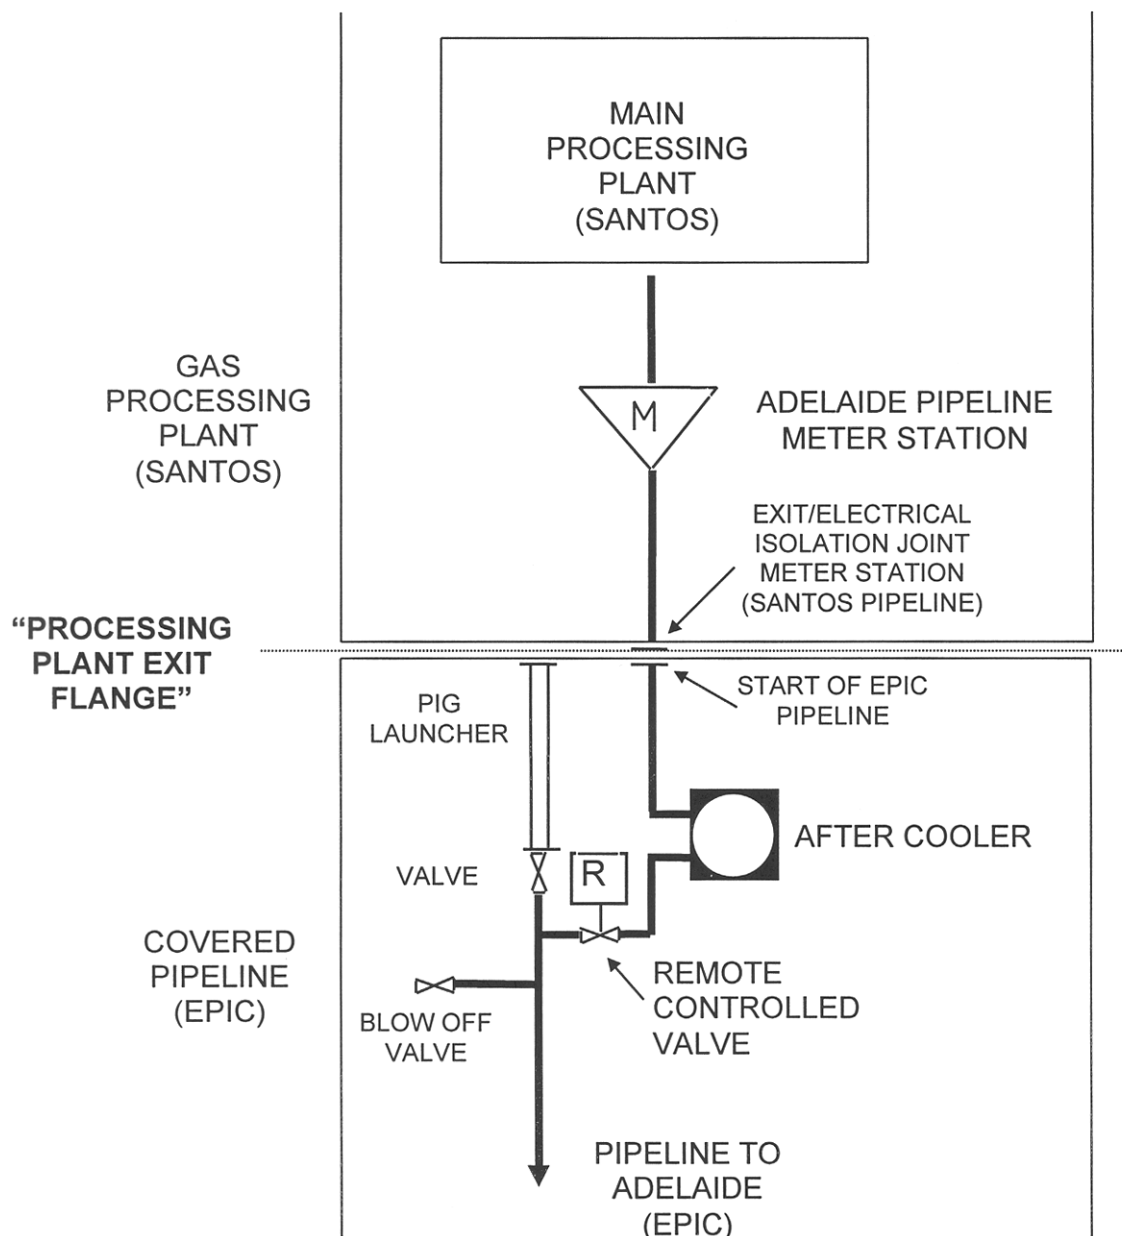 MAIN
PROCESSING
PLANT
(SANTOS)
GAS
PROCESSING
PLANT
(SANTOS)
M
ADELAIDE PIPELINE
METER STATION
EXIT/ELECTRICAL
ISOLATION JOINT
METER STATION
(SANTOS PIPELINE)
“PROCESSING
PLANT EXIT
FLANGE”
START OF EPIC
PIPELINE
PIG
LAUNCHER
AFTER COOLER
VALVE
R
COVERED
PIPELINE
(EPIC)
REMOTE
CONTROLLED
VALVE
BLOW OFF
VALVE
PIPELINE TO
ADELAIDE
(EPIC)